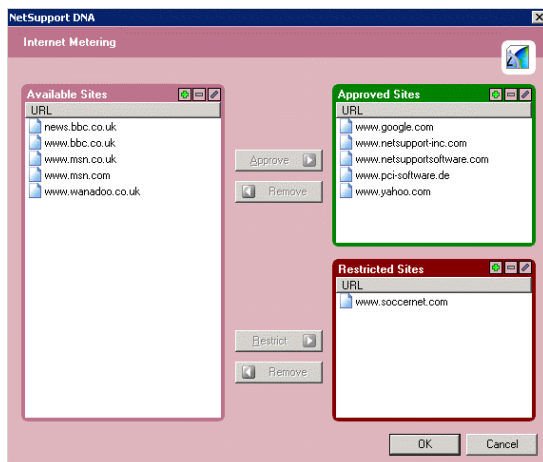 NetSupport DNA
Internet Metering
Available Sites
URL
news.bbc.co.uk
www.bbc.co.uk
www.msn.co.uk
www.msn.com
www.wanadoo.co.uk
Approve
Remove
Approved Sites
URL
www.google.com
www.netsupport-inc.com
www.netsupportsoftware.com
www.pci-software.de
www.yahoo.com
Restricted Sites
URL
www.soccernet.com
Restrict
Remove
OK
Cancel